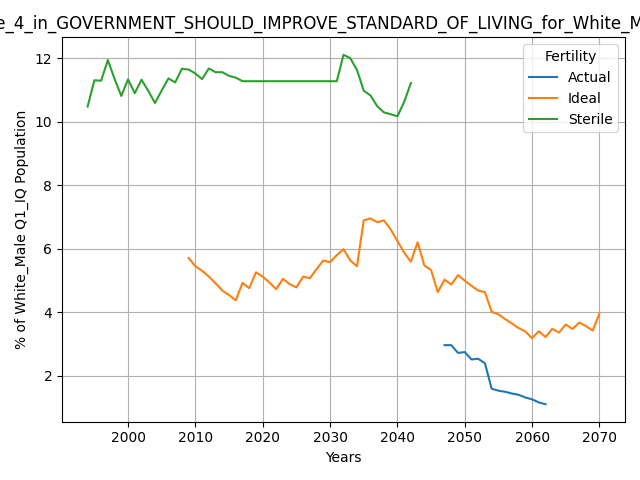 e_4_in_GOVERNMENT_SHOULD_IMPROVE_STANDARD_OF_LIVING_for_White_M
Fertility
Actual
Ideal
Sterile
% of White_Male Q1_IQ Population
12
10
8
6
4
2
2000 2010 2020 2030 2040 2050 2060 2070
Years